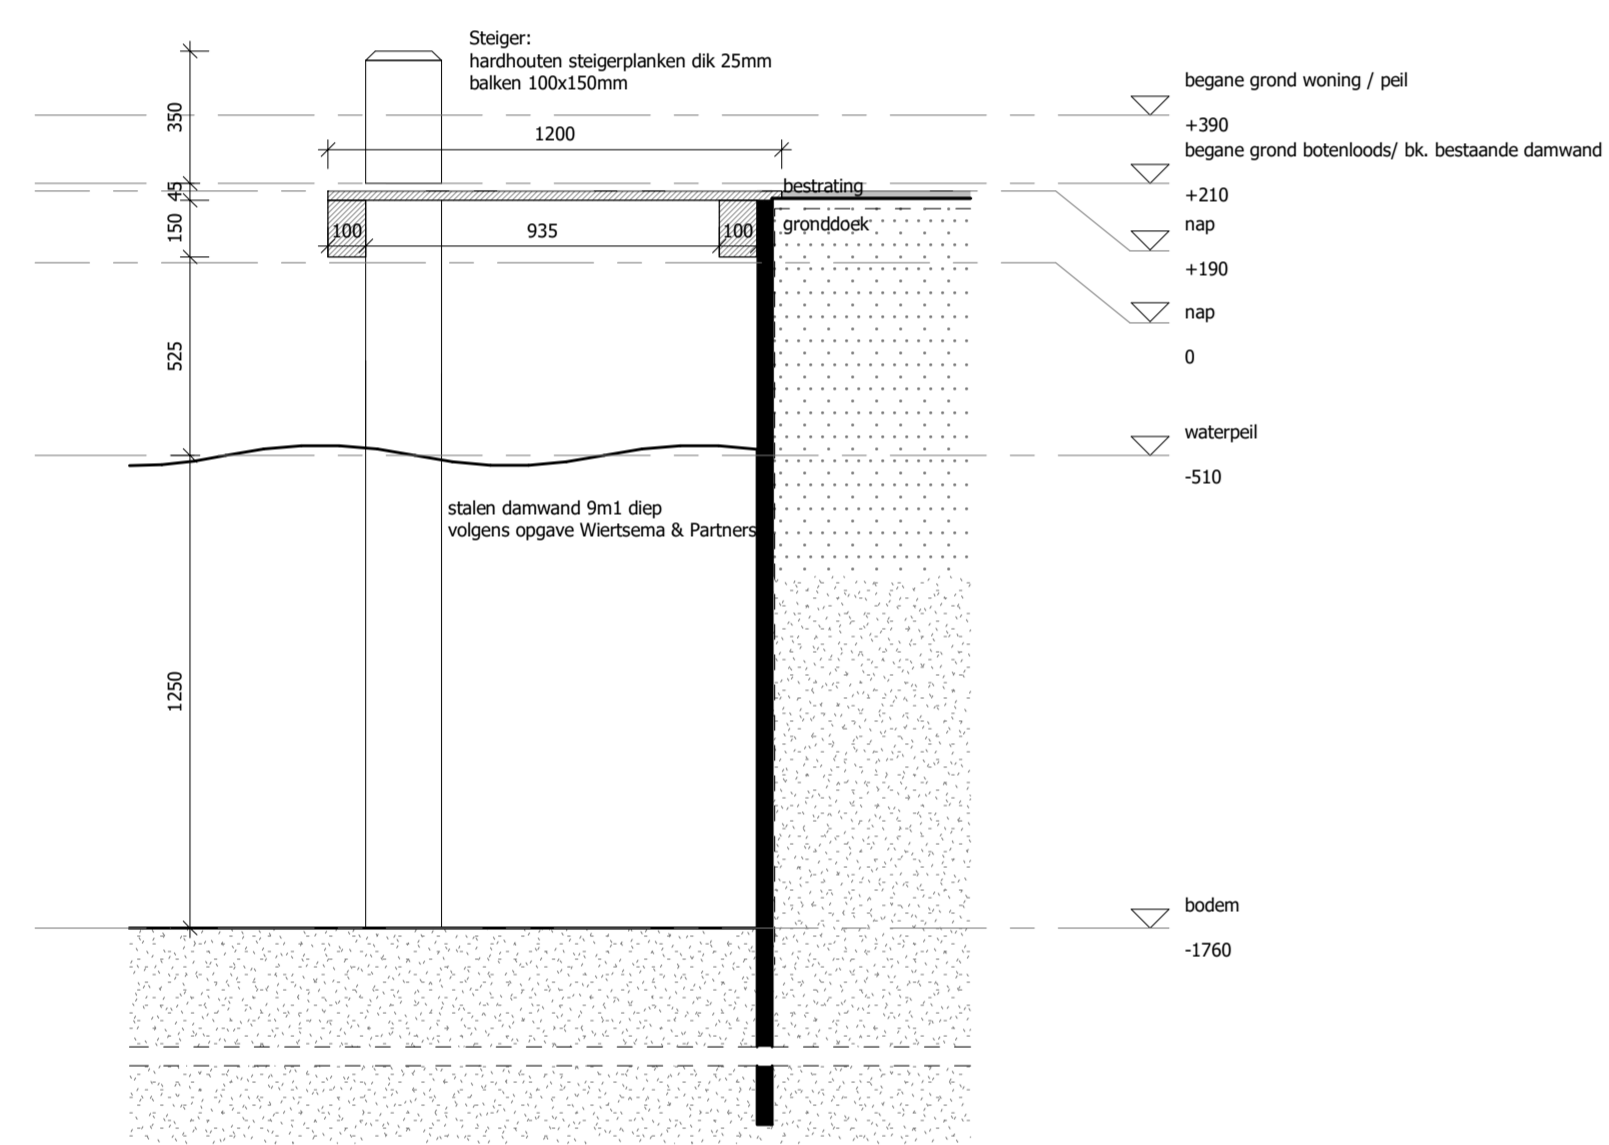 Steiger:
hardhouten steigerplanken dik 25mm
balken 100x150mm
begane grond woning / peil
+390
350
1200
begane grond botenloods/ bk. bestaande damwand
+210
45
bestrating
nap
+190
150
100
935
100
gronddoek
nap
0
525
waterpeil
-510
stalen damwand 9m1 diep
volgens opgave Wiertsema & Partners
1250
bodem
-1760